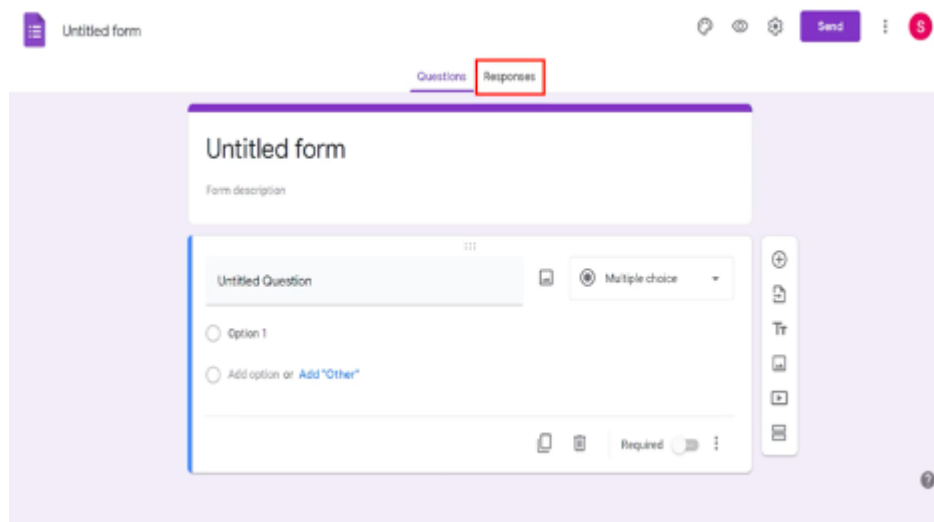 Untitled form
Send
S
Questions Responses
Untitled form
Form description
Untitled Question
Multiple choice
Option 1
Add option or Add "Other"
TT
Required
?